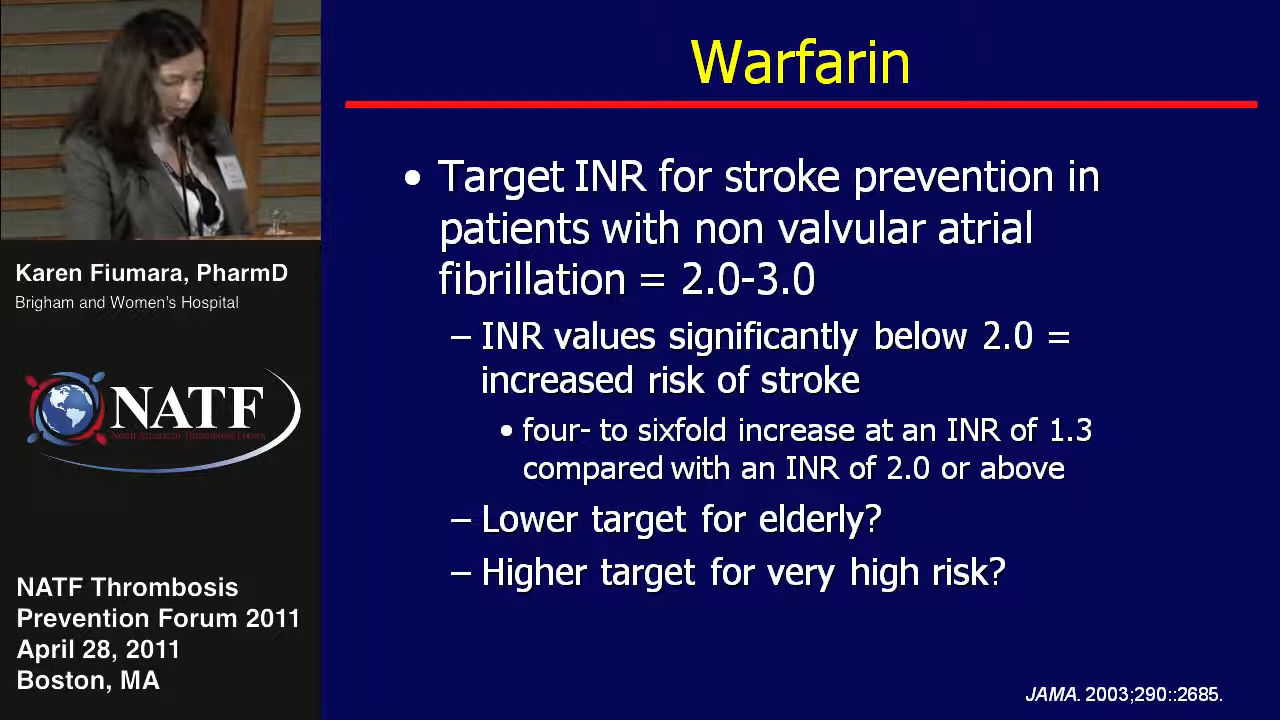 Warfarin
• Target INR for stroke prevention in
patients with non valvular atrial
fibrillation = 2.0-3.0
– INR values significantly below 2.0 =
increased risk of stroke
• four- to sixfold increase at an INR of 1.3
compared with an INR of 2.0 or above
– Lower target for elderly?
– Higher target for very high risk?
JAMA. 2003;290::2685.
Karen Fiumara, PharmD
Brigham and Women's Hospital
NATF
North American Thrombosis Forum
NATF Thrombosis
Prevention Forum 2011
April 28, 2011
Boston, MA